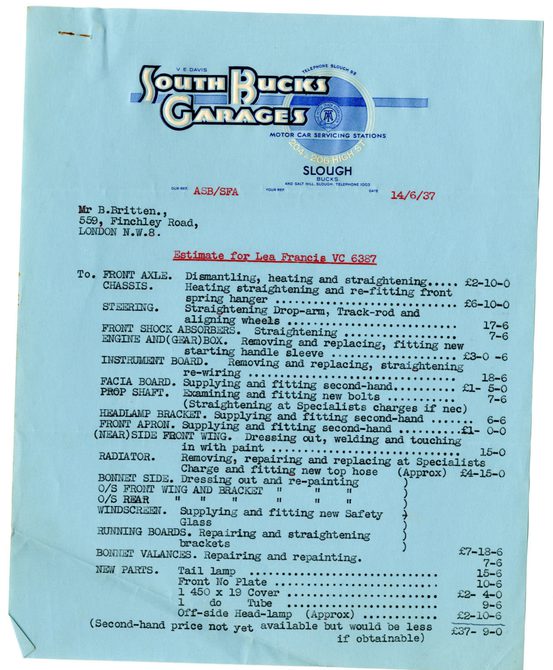 V. E. DAVIS
TELEPHONE SLOUGH 98
SOUTH BUCKS
GARAGES
MOTOR CAR SERVICING STATIONS
204-206 HIGH ST
SLOUGH
BUCKS
AND SALT HILL, SLOUGH, TELEPHONE 1003
OUR REF. ASB/SFA YOUR REF. DATE 14/6/37
Mr B.Britten.,
559, Finchley Road,
LONDON N.W.8.
Estimate for Lea Francis VC 6387
To. FRONT AXLE. Dismantling, heating and straightening..... £2-10-0
CHASSIS. Heating straightening and re-fitting front
spring hanger .............................. £6-10-0
STEERING. Straightening Drop-arm, Track-rod and
aligning wheels ............................ 17-6
FRONT SHOCK ABSORBERS. Straightening ................ 7-6
ENGINE AND(GEAR)BOX. Removing and replacing, fitting new
starting handle sleeve ................... £3-0 -6
INSTRUMENT BOARD. Removing and replacing, straightening
re-wiring ................................ 18-6
FACIA BOARD. Supplying and fitting second-hand.......... £1- 5-0
PROP SHAFT. Examining and fitting new bolts ............ 7-6
(Straightening at Specialists charges if nec)
HEADLAMP BRACKET. Supplying and fitting second-hand ...... 6-6
FRONT APRON. Supplying and fitting second-hand ...........£1- 0-0
(NEAR)SIDE FRONT WING. Dressing out, welding and touching
in with paint ............................ 15-0
RADIATOR. Removing, repairing and replacing at Specialists
Charge and fitting new top hose (Approx) £4-15-0
BONNET SIDE. Dressing out and re-painting
O/S FRONT WING AND BRACKET " " "
O/S REAR " " " " " "
WINDSCREEN. Supplying and fitting new Safety
Glass
RUNNING BOARDS. Repairing and straightening
brackets
£7-18-6
BONNET VALANCES. Repairing and repainting. 7-6
NEW PARTS. Tail lamp .................................. 15-6
Front No Plate ............................. 10-6
1 450 x 19 Cover ........................... £2- 4-0
1 do Tube ........................... 9-6
Off-side Head-lamp (Approx) ............ £2-10-6
(Second-hand price not yet available but would be less
if obtainable) £37- 9-0